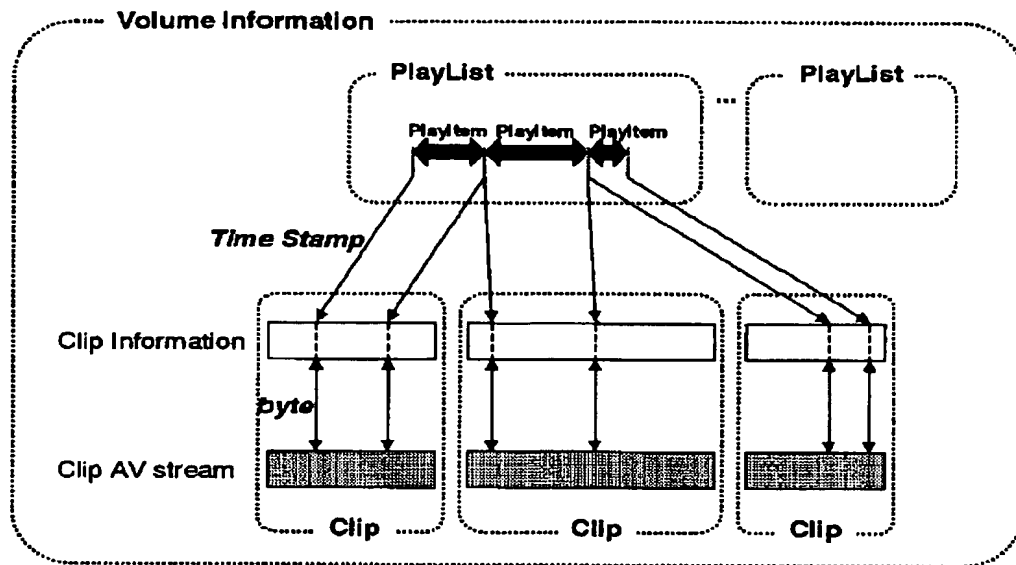 Volume Information
PlayList
PlayList
...
PlayItem PlayItem PlayItem
Time Stamp
Clip Information
byte
Clip AV stream
Clip
Clip
Clip